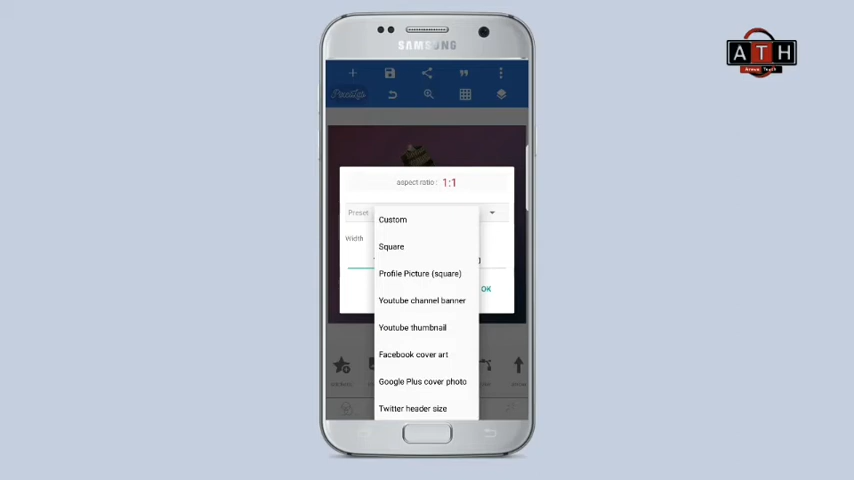 SAMSUNG
ATH
PixelLab
aspect ratio : 1:1
Preset
Custom
Width
Square
Profile Picture (square)
OK
Youtube channel banner
Youtube thumbnail
Facebook cover art
Google Plus cover photo
Twitter header size